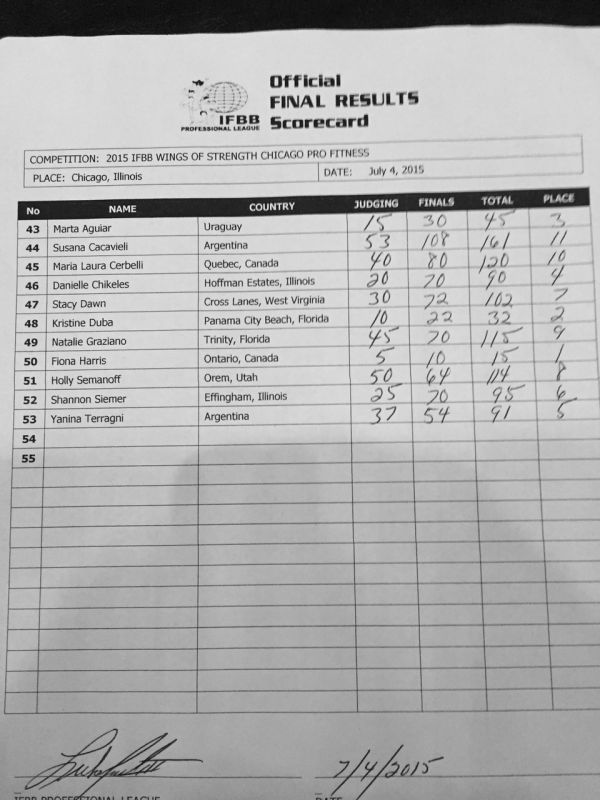 Official
FINAL RESULTS
Scorecard
IFBB
PROFESSIONAL LEAGUE
COMPETITION: 2015 IFBB WINGS OF STRENGTH CHICAGO PRO FITNESS
PLACE: Chicago, Illinois DATE: July 4, 2015
No NAME COUNTRY JUDGING FINALS TOTAL PLACE
43 Marta Aguiar Uraguay 15 30 45 3
44 Susana Cacavieli Argentina 53 108 161 11
45 Maria Laura Cerbelli Quebec, Canada 40 80 120 10
46 Danielle Chikeles Hoffman Estates, Illinois 20 70 90 4
47 Stacy Dawn Cross Lanes, West Virginia 30 72 102 7
48 Kristine Duba Panama City Beach, Florida 10 22 32 2
49 Natalie Graziano Trinity, Florida 45 70 115 9
50 Fiona Harris Ontario, Canada 5 10 15 1
51 Holly Semanoff Orem, Utah 50 64 114 8
52 Shannon Siemer Effingham, Illinois 25 70 95 6
53 Yanina Terragni Argentina 37 54 91 5
54
55
7/4/2015
IFBB PROFESSIONAL LEAGUE DATE